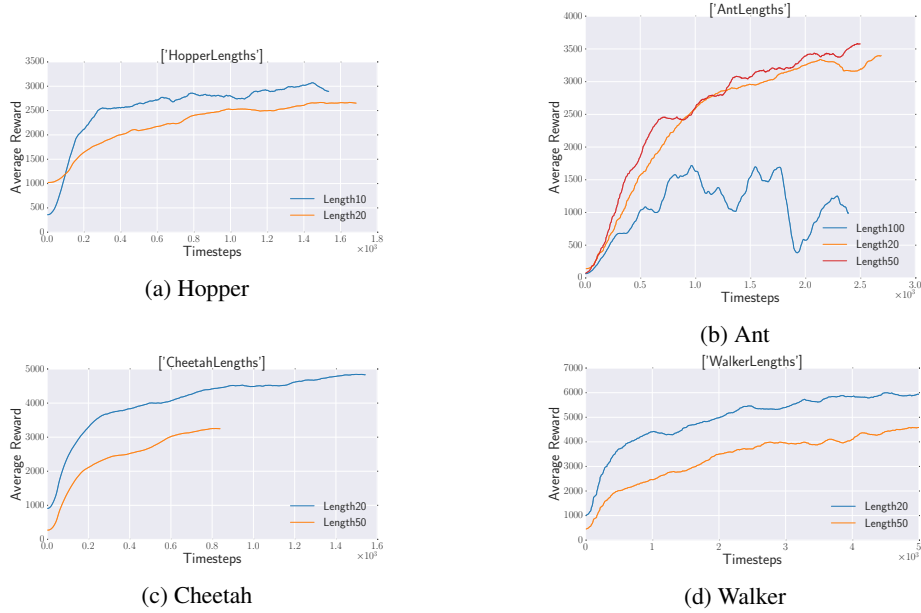 ['HopperLengths']
3500
3000
2500
2000
1500
1000
500
0
Average Reward
Length10
Length20
0.0 0.2 0.4 0.6 0.8 1.0 1.2 1.4 1.6 1.8
×10³
Timesteps
(a) Hopper
['AntLengths']
4000
3500
3000
2500
2000
1500
1000
500
0
Average Reward
Length100
Length20
Length50
0.0 0.5 1.0 1.5 2.0 2.5 3.0
×10³
Timesteps
(b) Ant
['CheetahLengths']
5000
4000
3000
2000
1000
0
Average Reward
Length20
Length50
0.0 0.2 0.4 0.6 0.8 1.0 1.2 1.4 1.6
×10³
Timesteps
(c) Cheetah
['WalkerLengths']
7000
6000
5000
4000
3000
2000
1000
0
Average Reward
Length20
Length50
0 1 2 3 4 5
×10³
Timesteps
(d) Walker